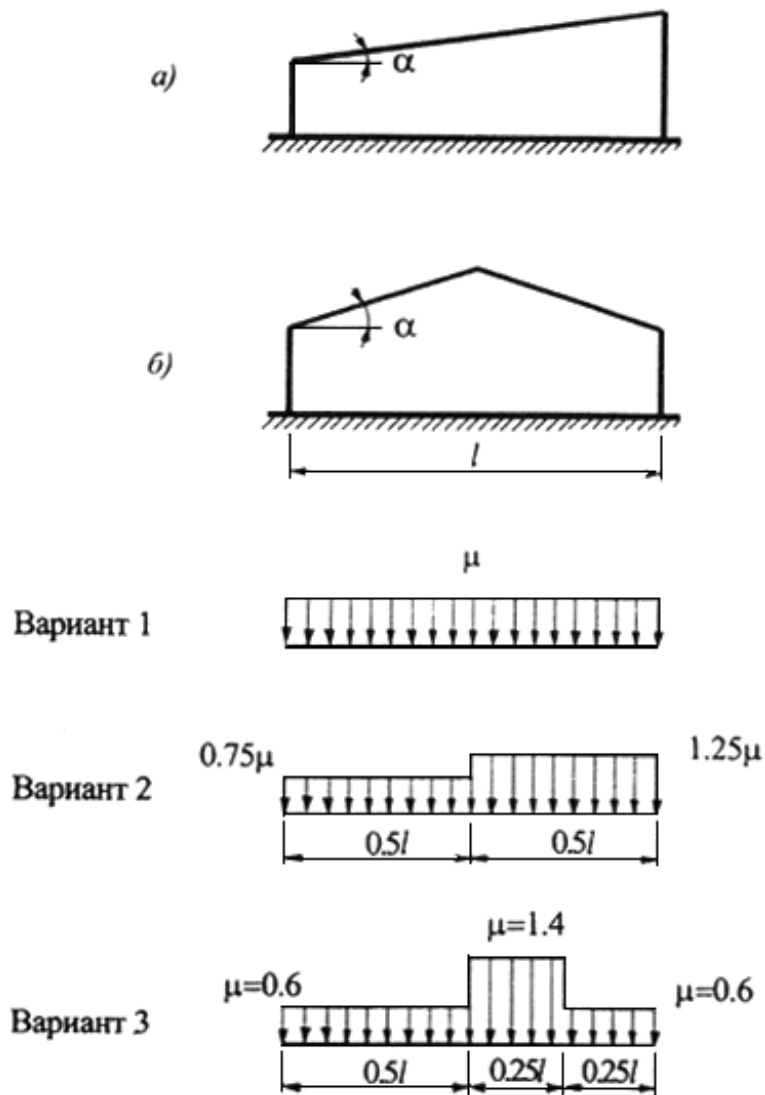 а)
α
б)
α
l
μ
Вариант 1
0.75μ
1.25μ
Вариант 2
0.5l
0.5l
μ=1.4
μ=0.6
μ=0.6
Вариант 3
0.5l
0.25l
0.25l